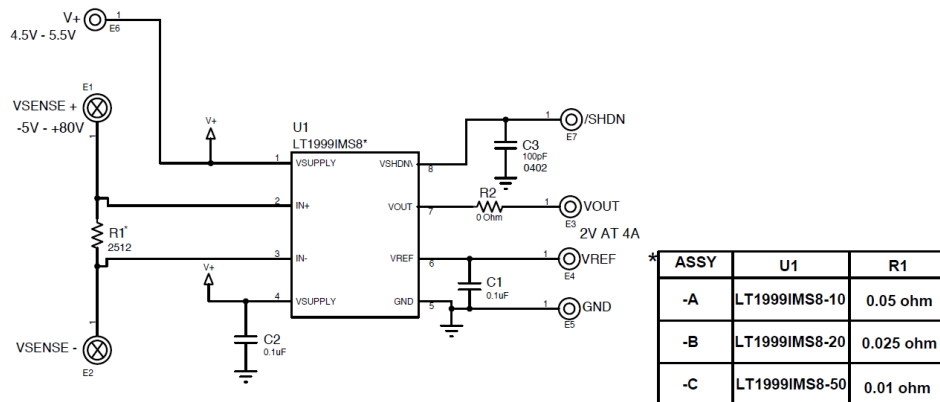 V+
4.5V - 5.5V
1
E6
E1
VSENSE +
-5V - +80V
1
R1*
2512
1
VSENSE -
E2
V+
V+
C2
0.1uF
U1
LT1999IMS8*
1
VSUPPLY
2
IN+
3
IN-
4
VSUPPLY
VSHDN\
8
VOUT
7
VREF
6
GND
5
C3
100pF
0402
1
/SHDN
E7
R2
0 Ohm
1
VOUT
E3
2V AT 4A
1
VREF
E4
C1
0.1uF
1
GND
E5
* ASSY U1 R1
-A LT1999IMS8-10 0.05 ohm
-B LT1999IMS8-20 0.025 ohm
-C LT1999IMS8-50 0.01 ohm